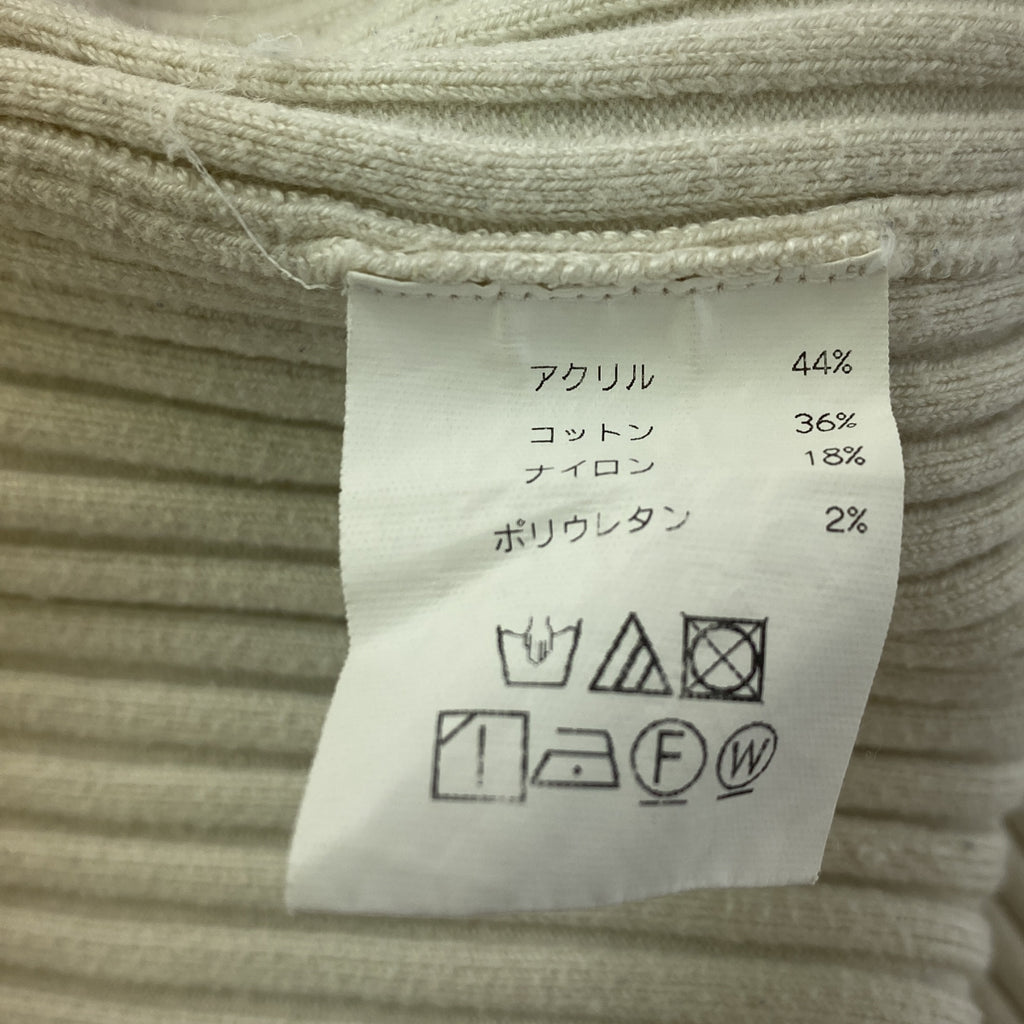 アクリル 44%
コットン 36%
ナイロン 18%
ポリウレタン 2%
F W